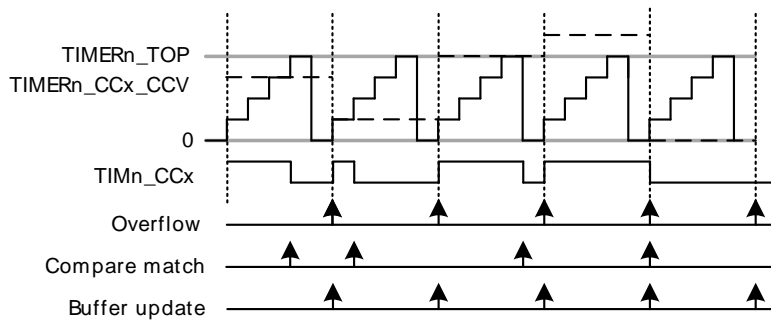 TIMERn_TOP
TIMERn_CCx_CCV
0
TIMn_CCx
Overflow
Compare match
Buffer update